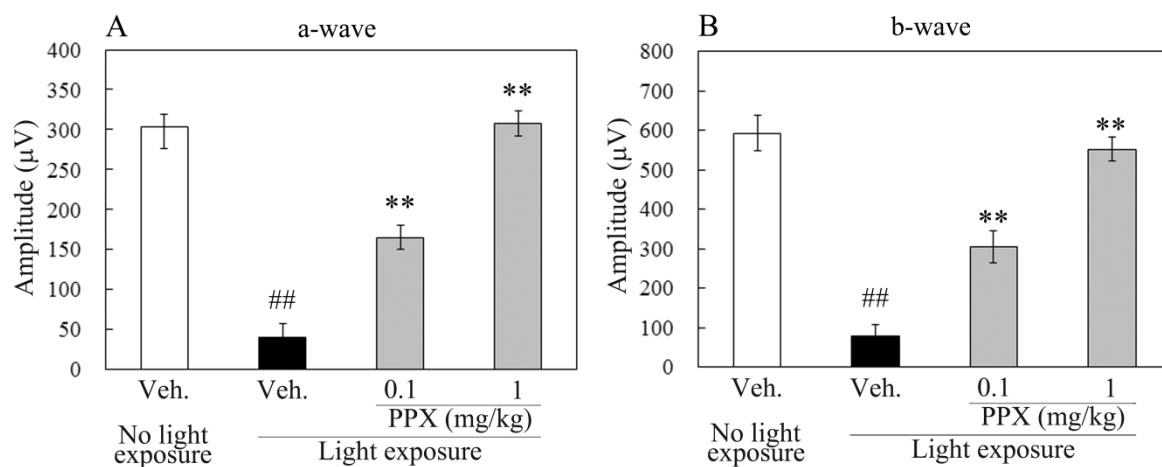 A
a-wave
400
350
300
250
200
150
100
50
0
Amplitude (µV)
##
**
**
Veh.
Veh.
0.1
1
PPX (mg/kg)
No light
exposure
Light exposure
B
b-wave
800
700
600
500
400
300
200
100
0
Amplitude (µV)
##
**
**
Veh.
Veh.
0.1
1
PPX (mg/kg)
No light
exposure
Light exposure